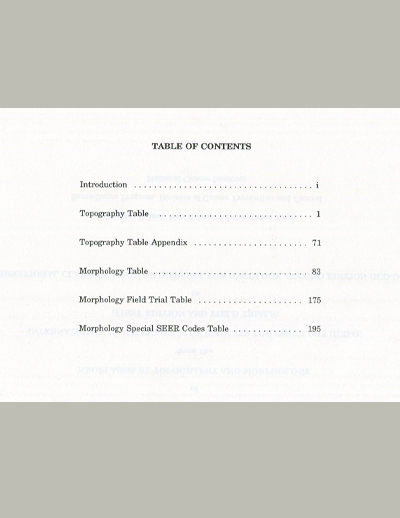 TABLE OF CONTENTS
Introduction . . . . . . . . . . . . . . . . . . . . . . . . . . . . . . . . . . i
Topography Table . . . . . . . . . . . . . . . . . . . . . . . . . . . . . 1
Topography Table Appendix . . . . . . . . . . . . . . . . . . . . . 71
Morphology Table . . . . . . . . . . . . . . . . . . . . . . . . . . . . . 83
Morphology Field Trial Table . . . . . . . . . . . . . . . . . . . . 175
Morphology Special SEER Codes Table . . . . . . . . . . . . . 195